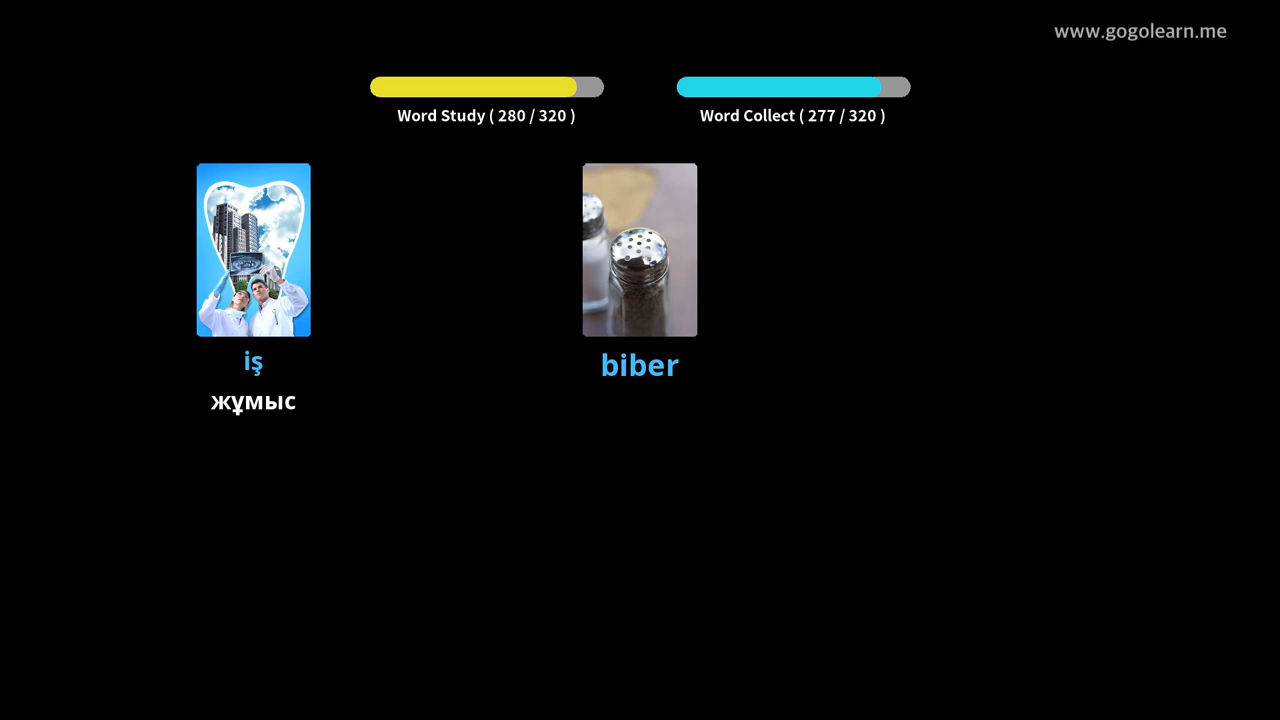 www.gogolearn.me
Word Study ( 280 / 320 )
Word Collect ( 277 / 320 )
iş
жұмыс
biber